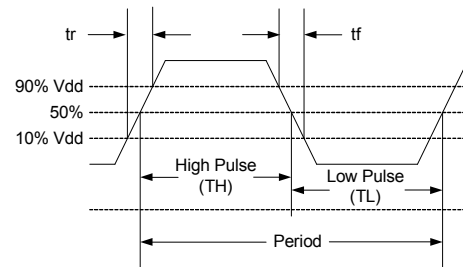 tr
tf
90% Vdd
50%
10% Vdd
High Pulse
(TH)
Low Pulse
(TL)
Period